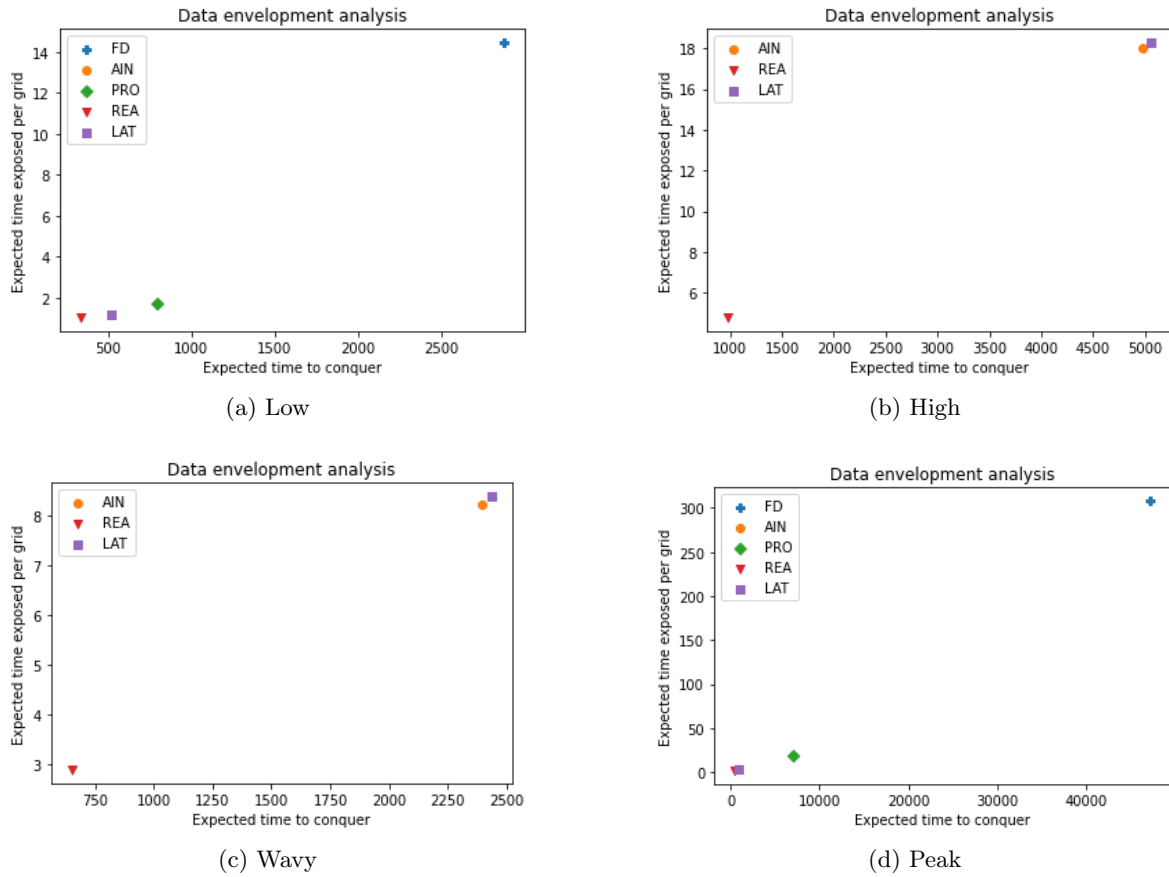 Data envelopment analysis
FD
AIN
PRO
REA
LAT
Expected time exposed per grid
14
12
10
8
6
4
2
500 1000 1500 2000 2500
Expected time to conquer
(a) Low
Data envelopment analysis
AIN
REA
LAT
Expected time exposed per grid
18
16
14
12
10
8
6
1000 1500 2000 2500 3000 3500 4000 4500 5000
Expected time to conquer
(b) High
Data envelopment analysis
AIN
REA
LAT
Expected time exposed per grid
8
7
6
5
4
3
750 1000 1250 1500 1750 2000 2250 2500
Expected time to conquer
(c) Wavy
Data envelopment analysis
FD
AIN
PRO
REA
LAT
Expected time exposed per grid
300
250
200
150
100
50
0
0 10000 20000 30000 40000
Expected time to conquer
(d) Peak